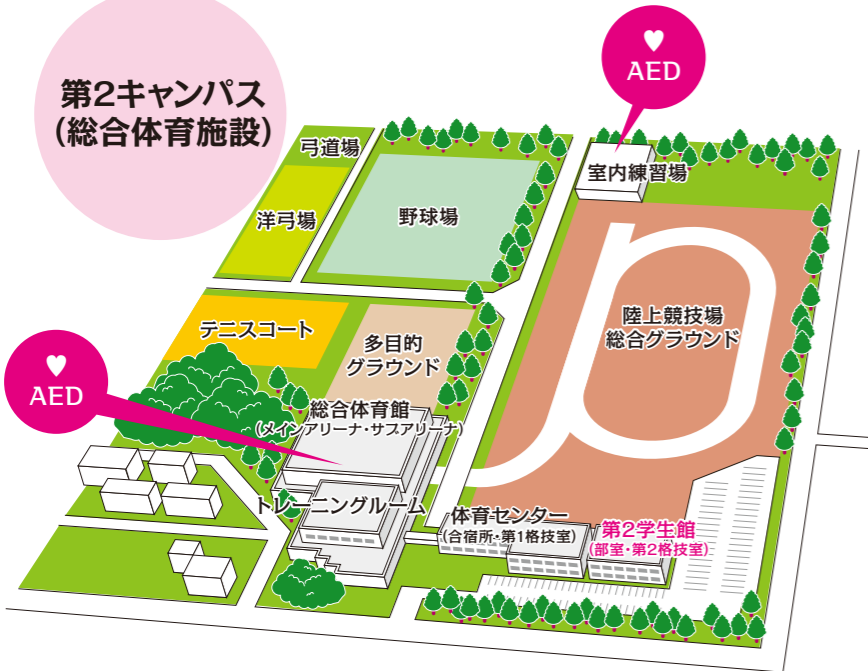 第2キャンパス
(総合体育施設)
AED
弓道場
室内練習場
洋弓場
野球場
陸上競技場
総合グラウンド
テニスコート
多目的
グラウンド
AED
総合体育館
(メインアリーナ・サブアリーナ)
トレーニングルーム
体育センター
(合宿所・第1格技室)
第2学生館
(部室・第2格技室)